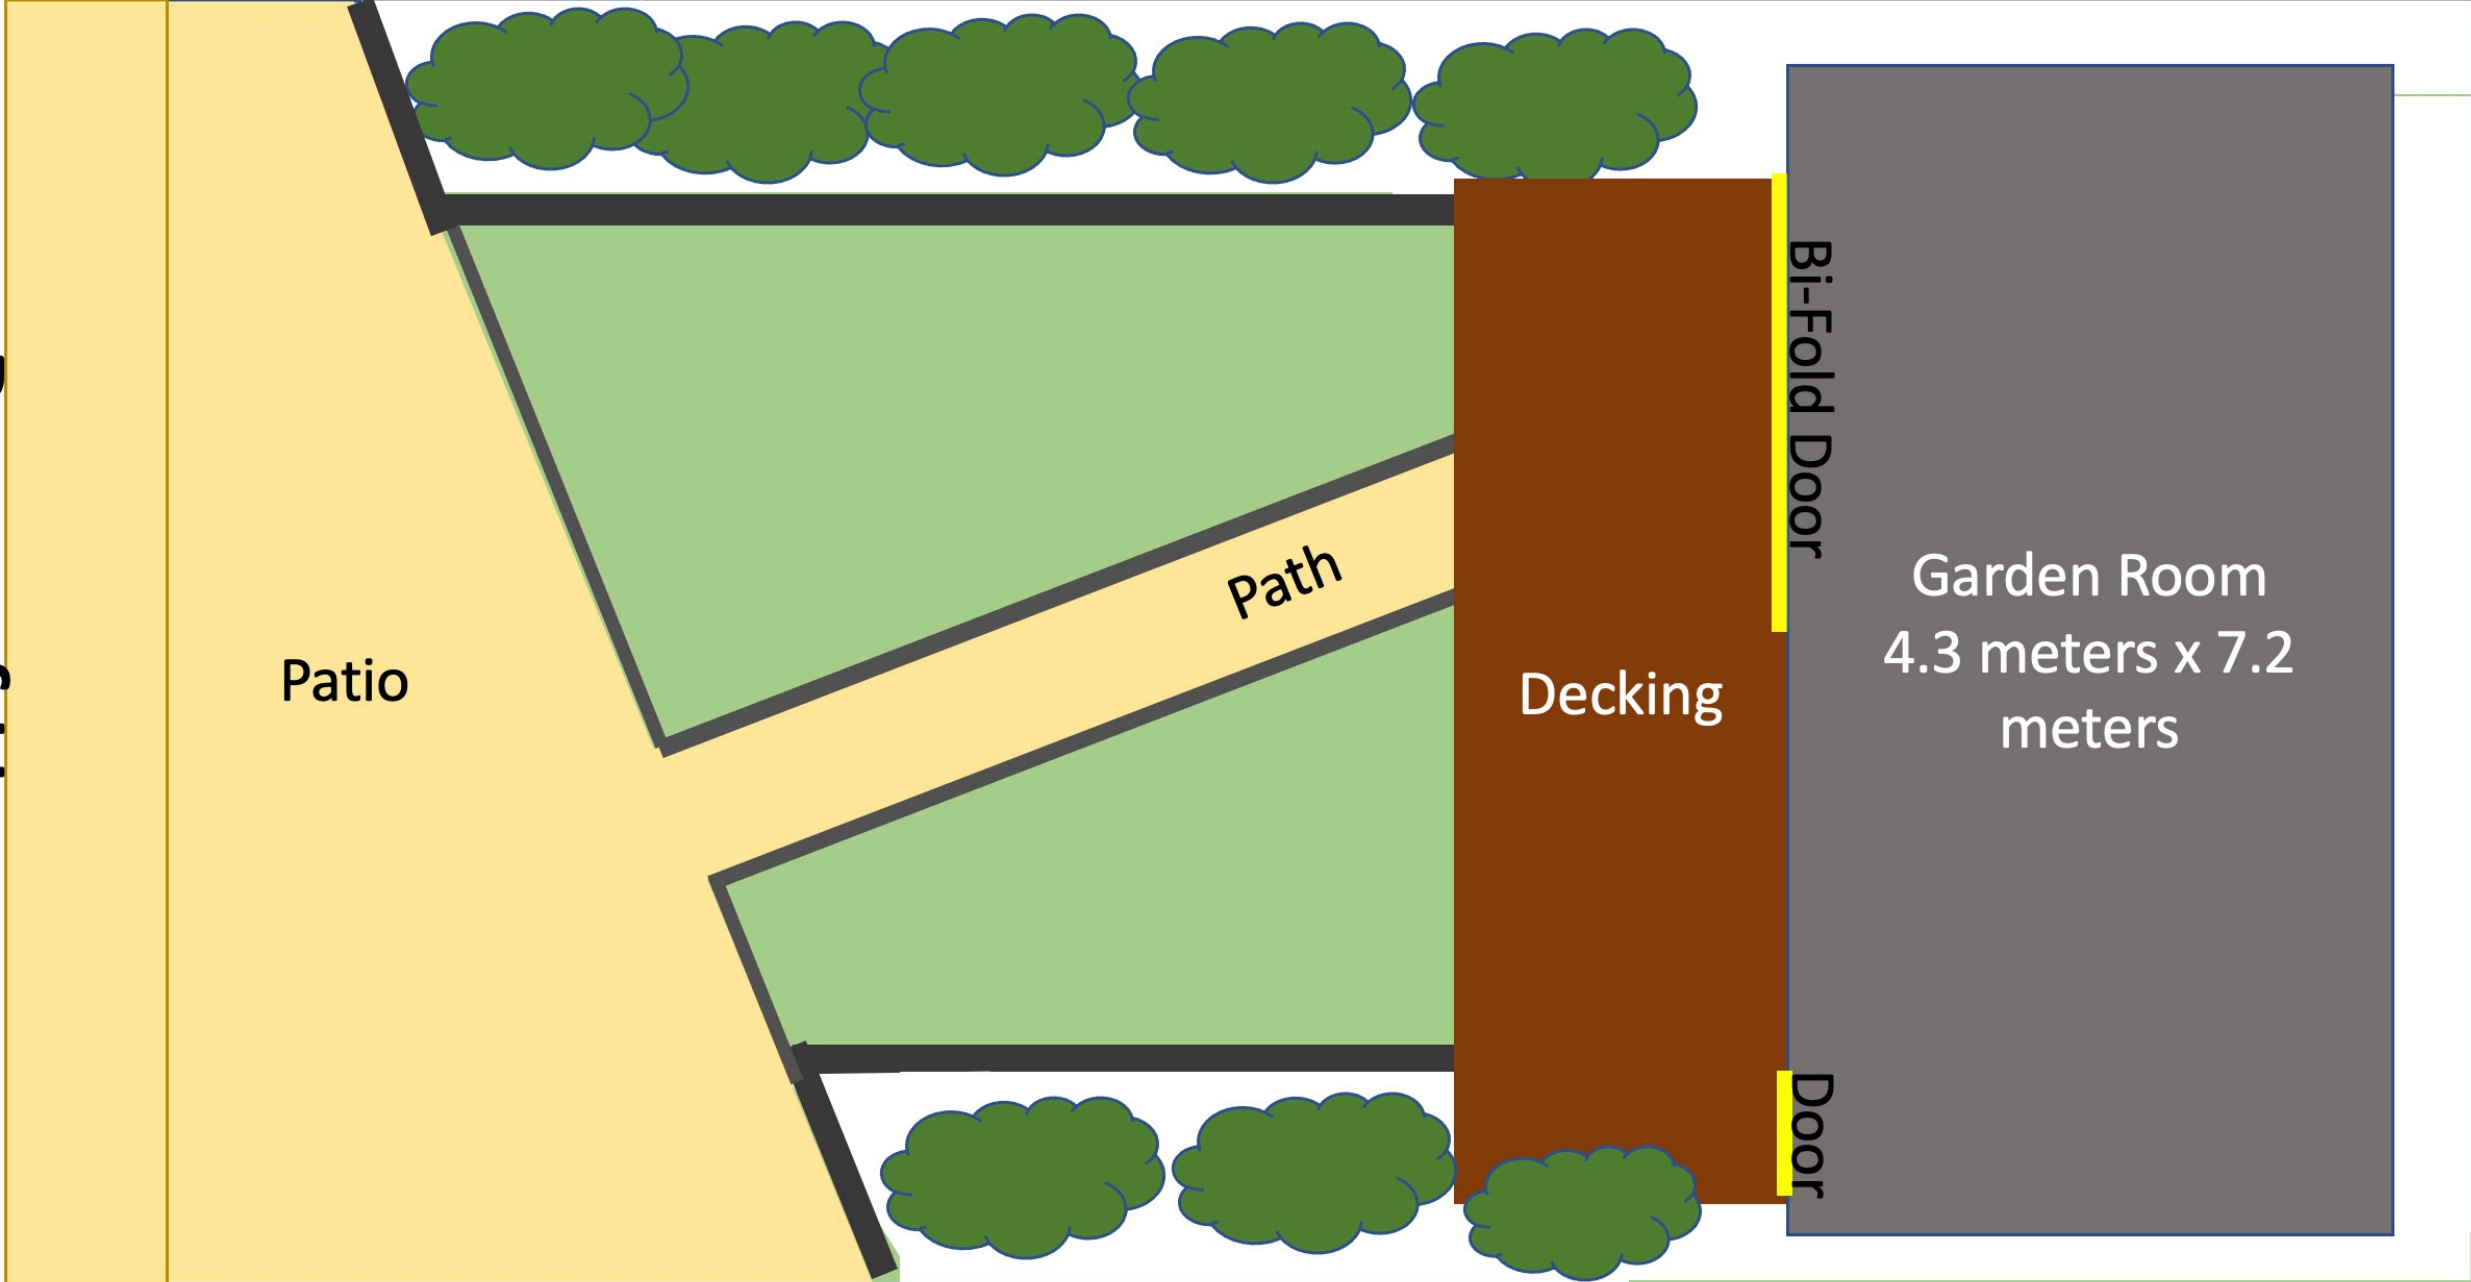 Patio
Path
Decking
Bi-Fold Door
Garden Room
4.3 meters x 7.2
meters
Door